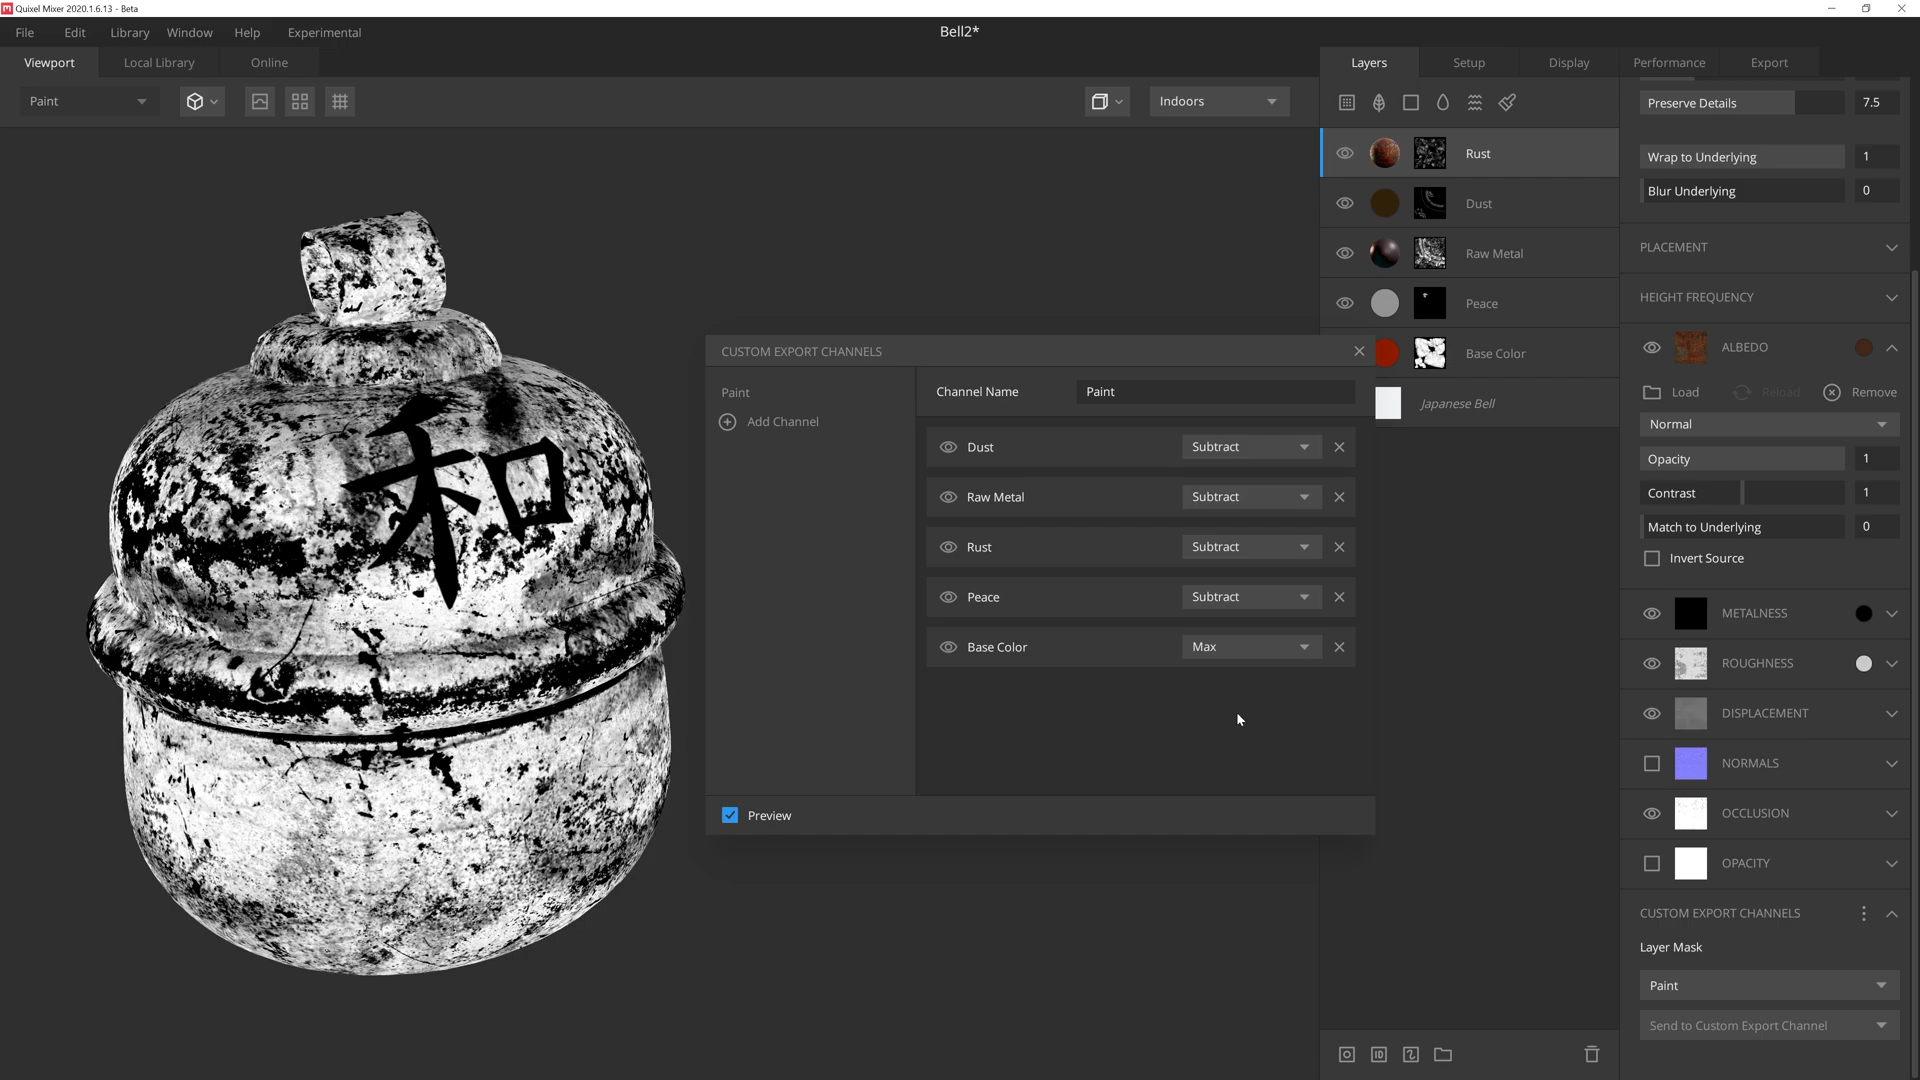 Quixel Mixer 2020.1.6.13 - Beta
File Edit Library Window Help Experimental
Bell2*
Viewport Local Library Online
Layers Setup Display Performance Export
Paint
Indoors
Preserve Details 7.5
Wrap to Underlying 1
Blur Underlying 0
PLACEMENT
HEIGHT FREQUENCY
ALBEDO
Load Reload Remove
Normal
Opacity 1
Contrast 1
Match to Underlying 0
Invert Source
METALNESS
ROUGHNESS
DISPLACEMENT
NORMALS
OCCLUSION
OPACITY
CUSTOM EXPORT CHANNELS
Layer Mask
Paint
Send to Custom Export Channel
Rust
Dust
Raw Metal
Peace
Base Color
Japanese Bell
CUSTOM EXPORT CHANNELS
Paint
Add Channel
Channel Name Paint
Dust Subtract
Raw Metal Subtract
Rust Subtract
Peace Subtract
Base Color Max
Preview
和